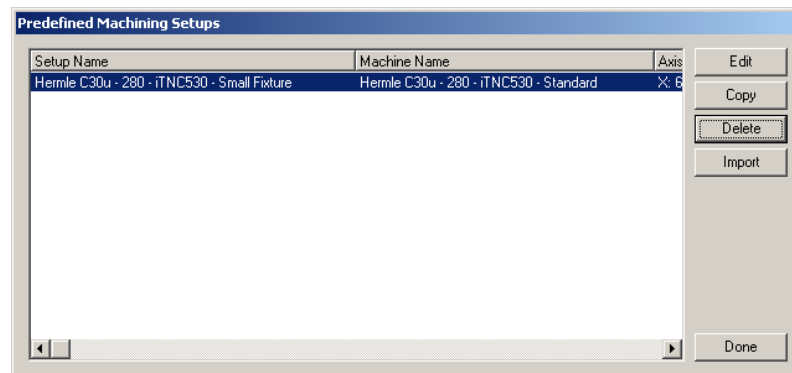 Predefined Machining Setups
Setup Name Machine Name Axis
Hermle C30u - 280 - iTNC530 - Small Fixture Hermle C30u - 280 - iTNC530 - Standard X: 6
Edit
Copy
Delete
Import
Done